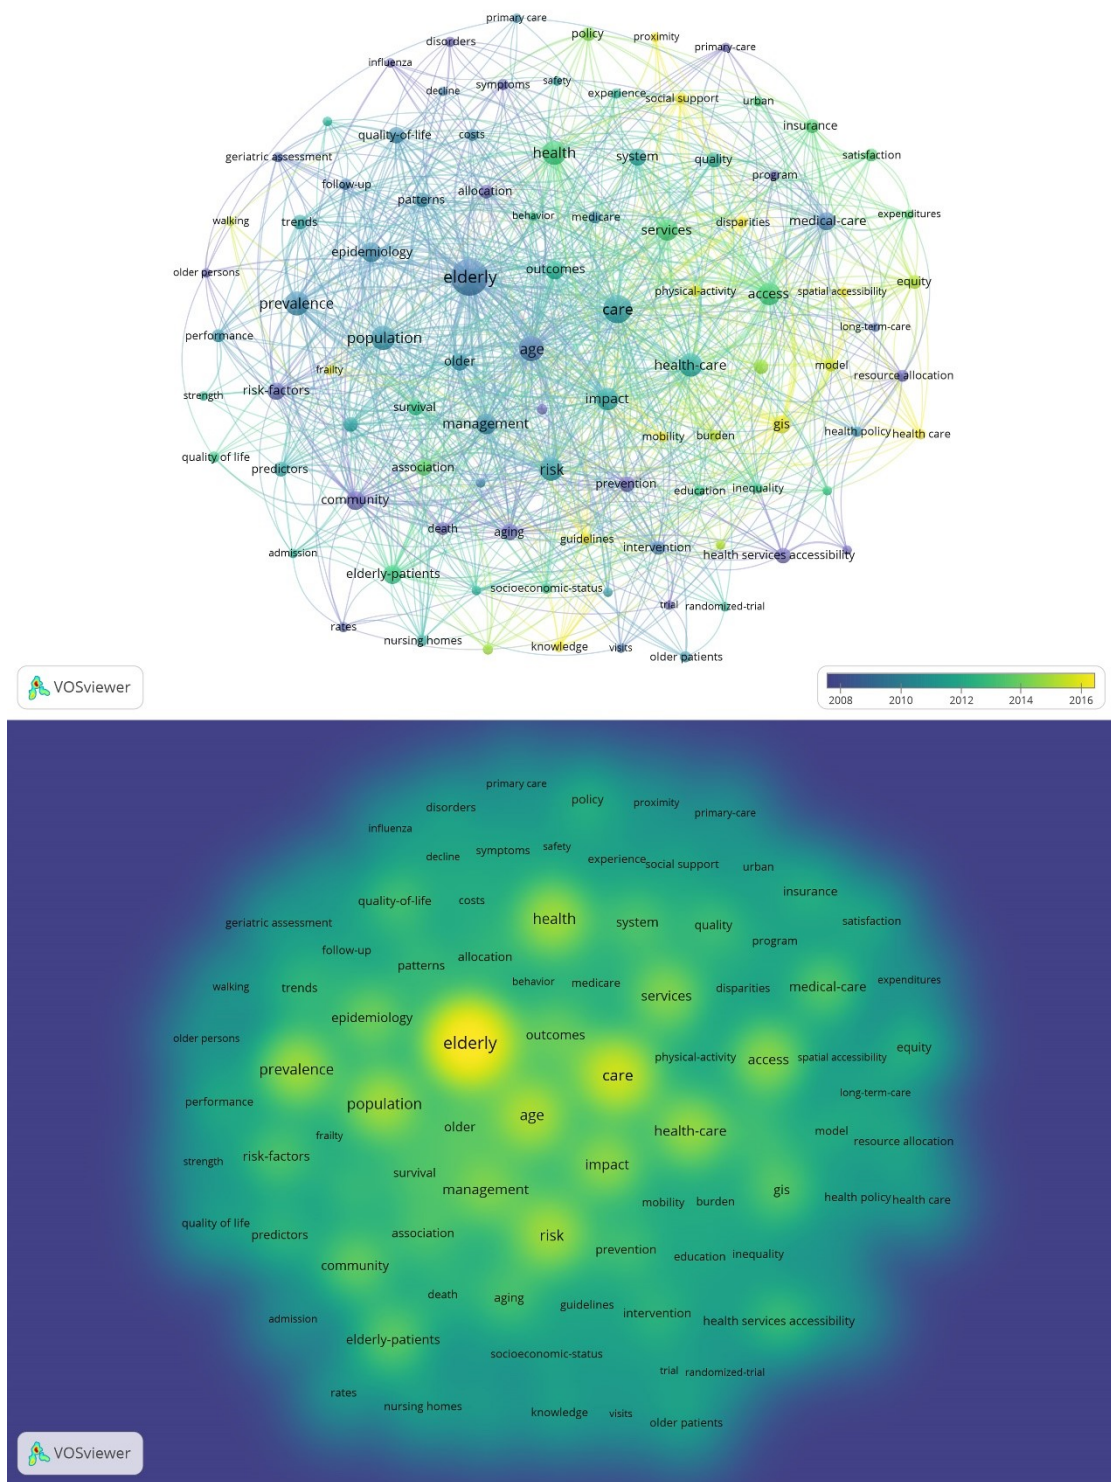 primary care
policy
proximity
disorders
primary-care
influenza
symptoms
safety
decline
experience
social support
urban
quality-of-life
costs
insurance
health
system
quality
geriatric assessment
satisfaction
program
follow-up
allocation
patterns
behavior
medicare
walking
trends
disparities
medical-care
expenditures
services
epidemiology
older persons
elderly
outcomes
physical-activity
access
spatial accessibility
equity
prevalence
care
long-term-care
performance
population
age
older
health-care
model
frailty
resource allocation
strength
risk-factors
survival
impact
management
gis
mobility
burden
health policy
health care
quality of life
predictors
association
risk
prevention
education
inequality
community
death
aging
guidelines
intervention
health services accessibility
admission
elderly-patients
socioeconomic-status
trial
randomized-trial
rates
nursing homes
knowledge
visits
older patients
VOSviewer
2008 2010 2012 2014 2016
primary care
policy
proximity
disorders
primary-care
influenza
symptoms
safety
decline
experience
social support
urban
quality-of-life
costs
insurance
health
system
quality
geriatric assessment
satisfaction
program
follow-up
allocation
patterns
behavior
medicare
walking
trends
disparities
medical-care
expenditures
services
epidemiology
older persons
elderly
outcomes
physical-activity
access
spatial accessibility
equity
prevalence
care
long-term-care
performance
population
age
older
health-care
model
frailty
resource allocation
strength
risk-factors
survival
impact
management
gis
mobility
burden
health policy
health care
quality of life
predictors
association
risk
prevention
education
inequality
community
death
aging
guidelines
intervention
health services accessibility
admission
elderly-patients
socioeconomic-status
trial
randomized-trial
rates
nursing homes
knowledge
visits
older patients
VOSviewer